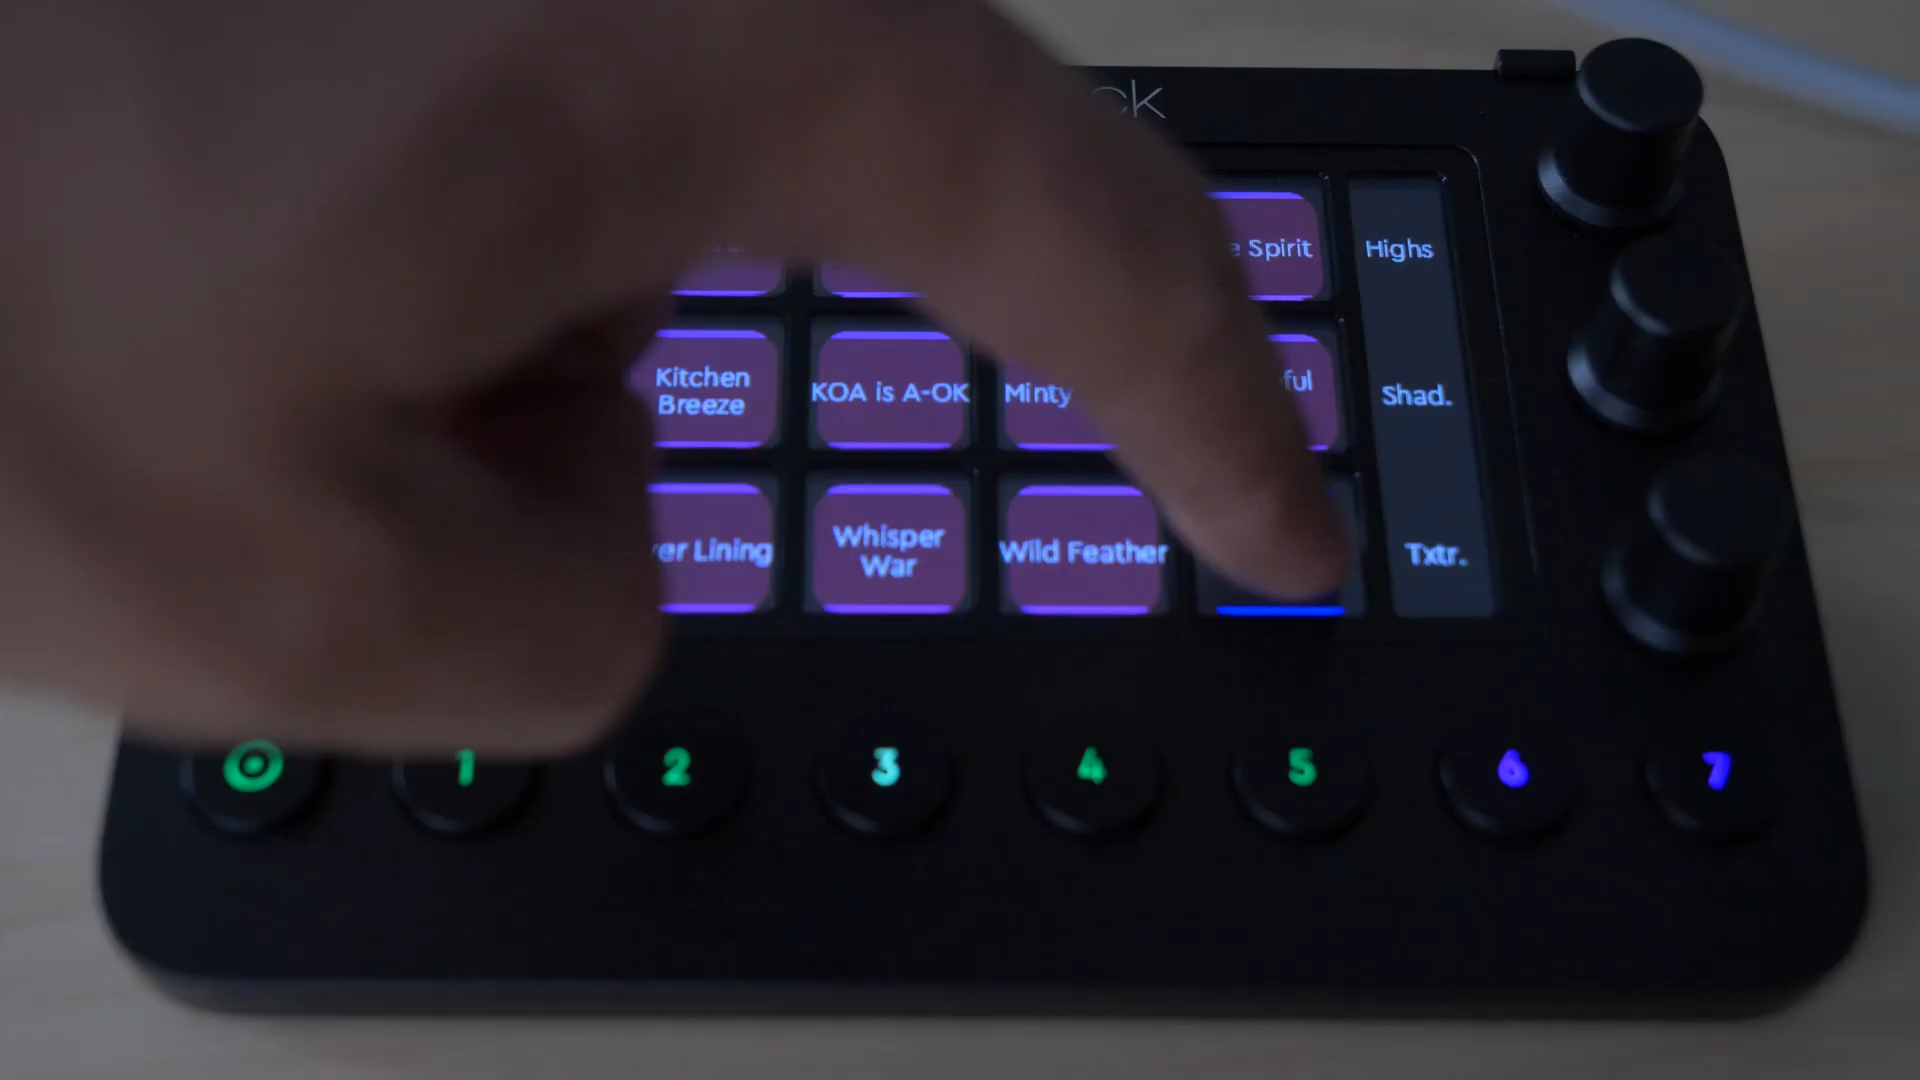 ck
e Spirit
Highs
Kitchen
Breeze
KOA is A-OK
Minty
ful
Shad.
er Lining
Whisper
War
Wild Feather
Txtr.
1
2
3
4
5
6
7